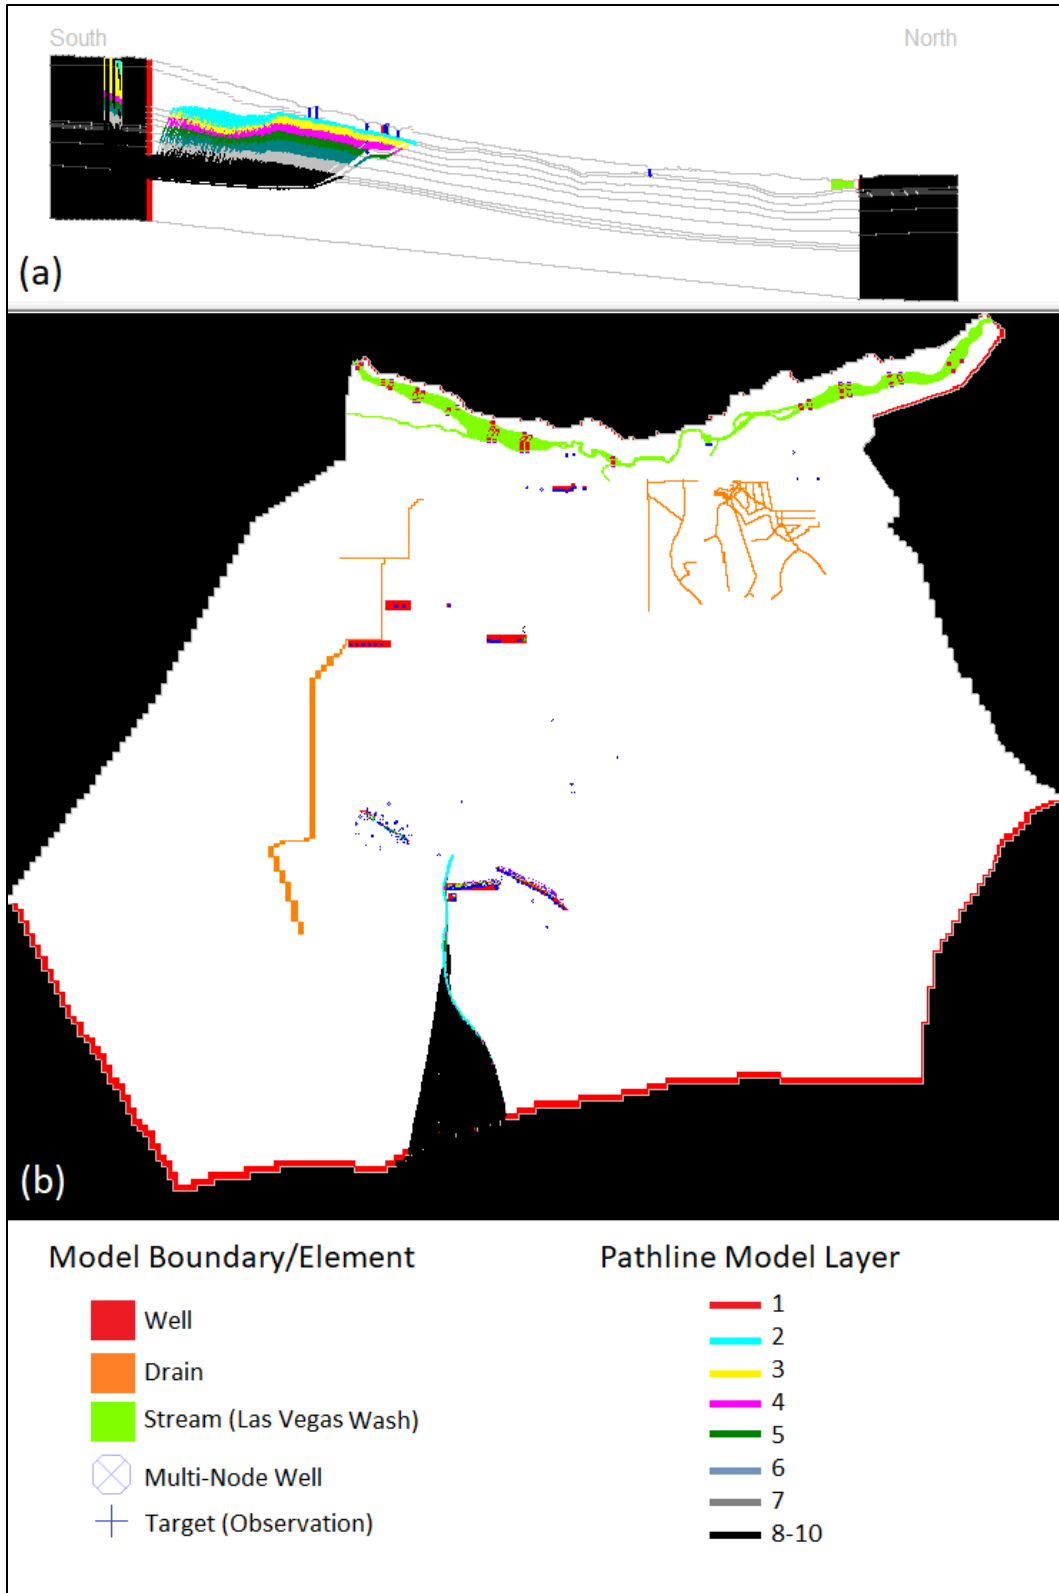 South North
(a)
(b)
Model Boundary/Element
Well
Drain
Stream (Las Vegas Wash)
Multi-Node Well
Target (Observation)
Pathline Model Layer
1
2
3
4
5
6
7
8-10